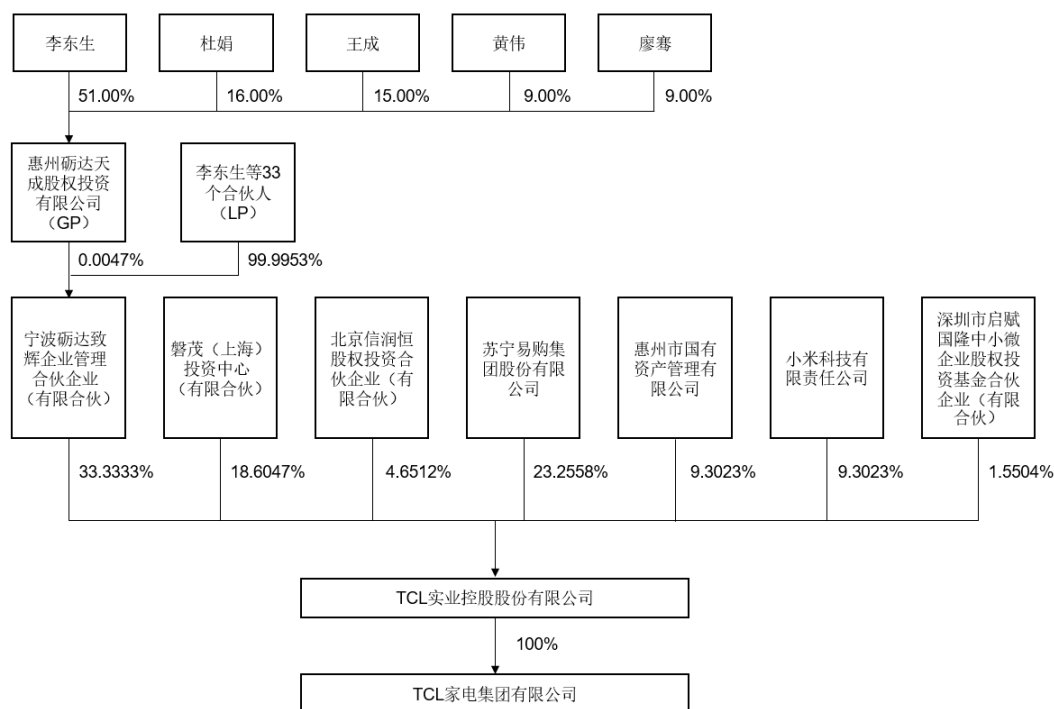 李东生
杜娟
王成
黄伟
廖骞
51.00%
16.00%
15.00%
9.00%
9.00%
惠州砺达天
成股权投资
有限公司
（GP）
李东生等33
个合伙人
（LP）
0.0047%
99.9953%
宁波砺达致
辉企业管理
合伙企业
（有限合伙）
磐茂（上海）
投资中心
（有限合伙）
北京信润恒
股权投资合
伙企业（有
限合伙）
苏宁易购集
团股份有限
公司
惠州市国有
资产管理有
限公司
小米科技有
限责任公司
深圳市启赋
国隆中小微
企业股权投
资基金合伙
企业（有限
合伙）
33.3333%
18.6047%
4.6512%
23.2558%
9.3023%
9.3023%
1.5504%
TCL实业控股股份有限公司
100%
TCL家电集团有限公司